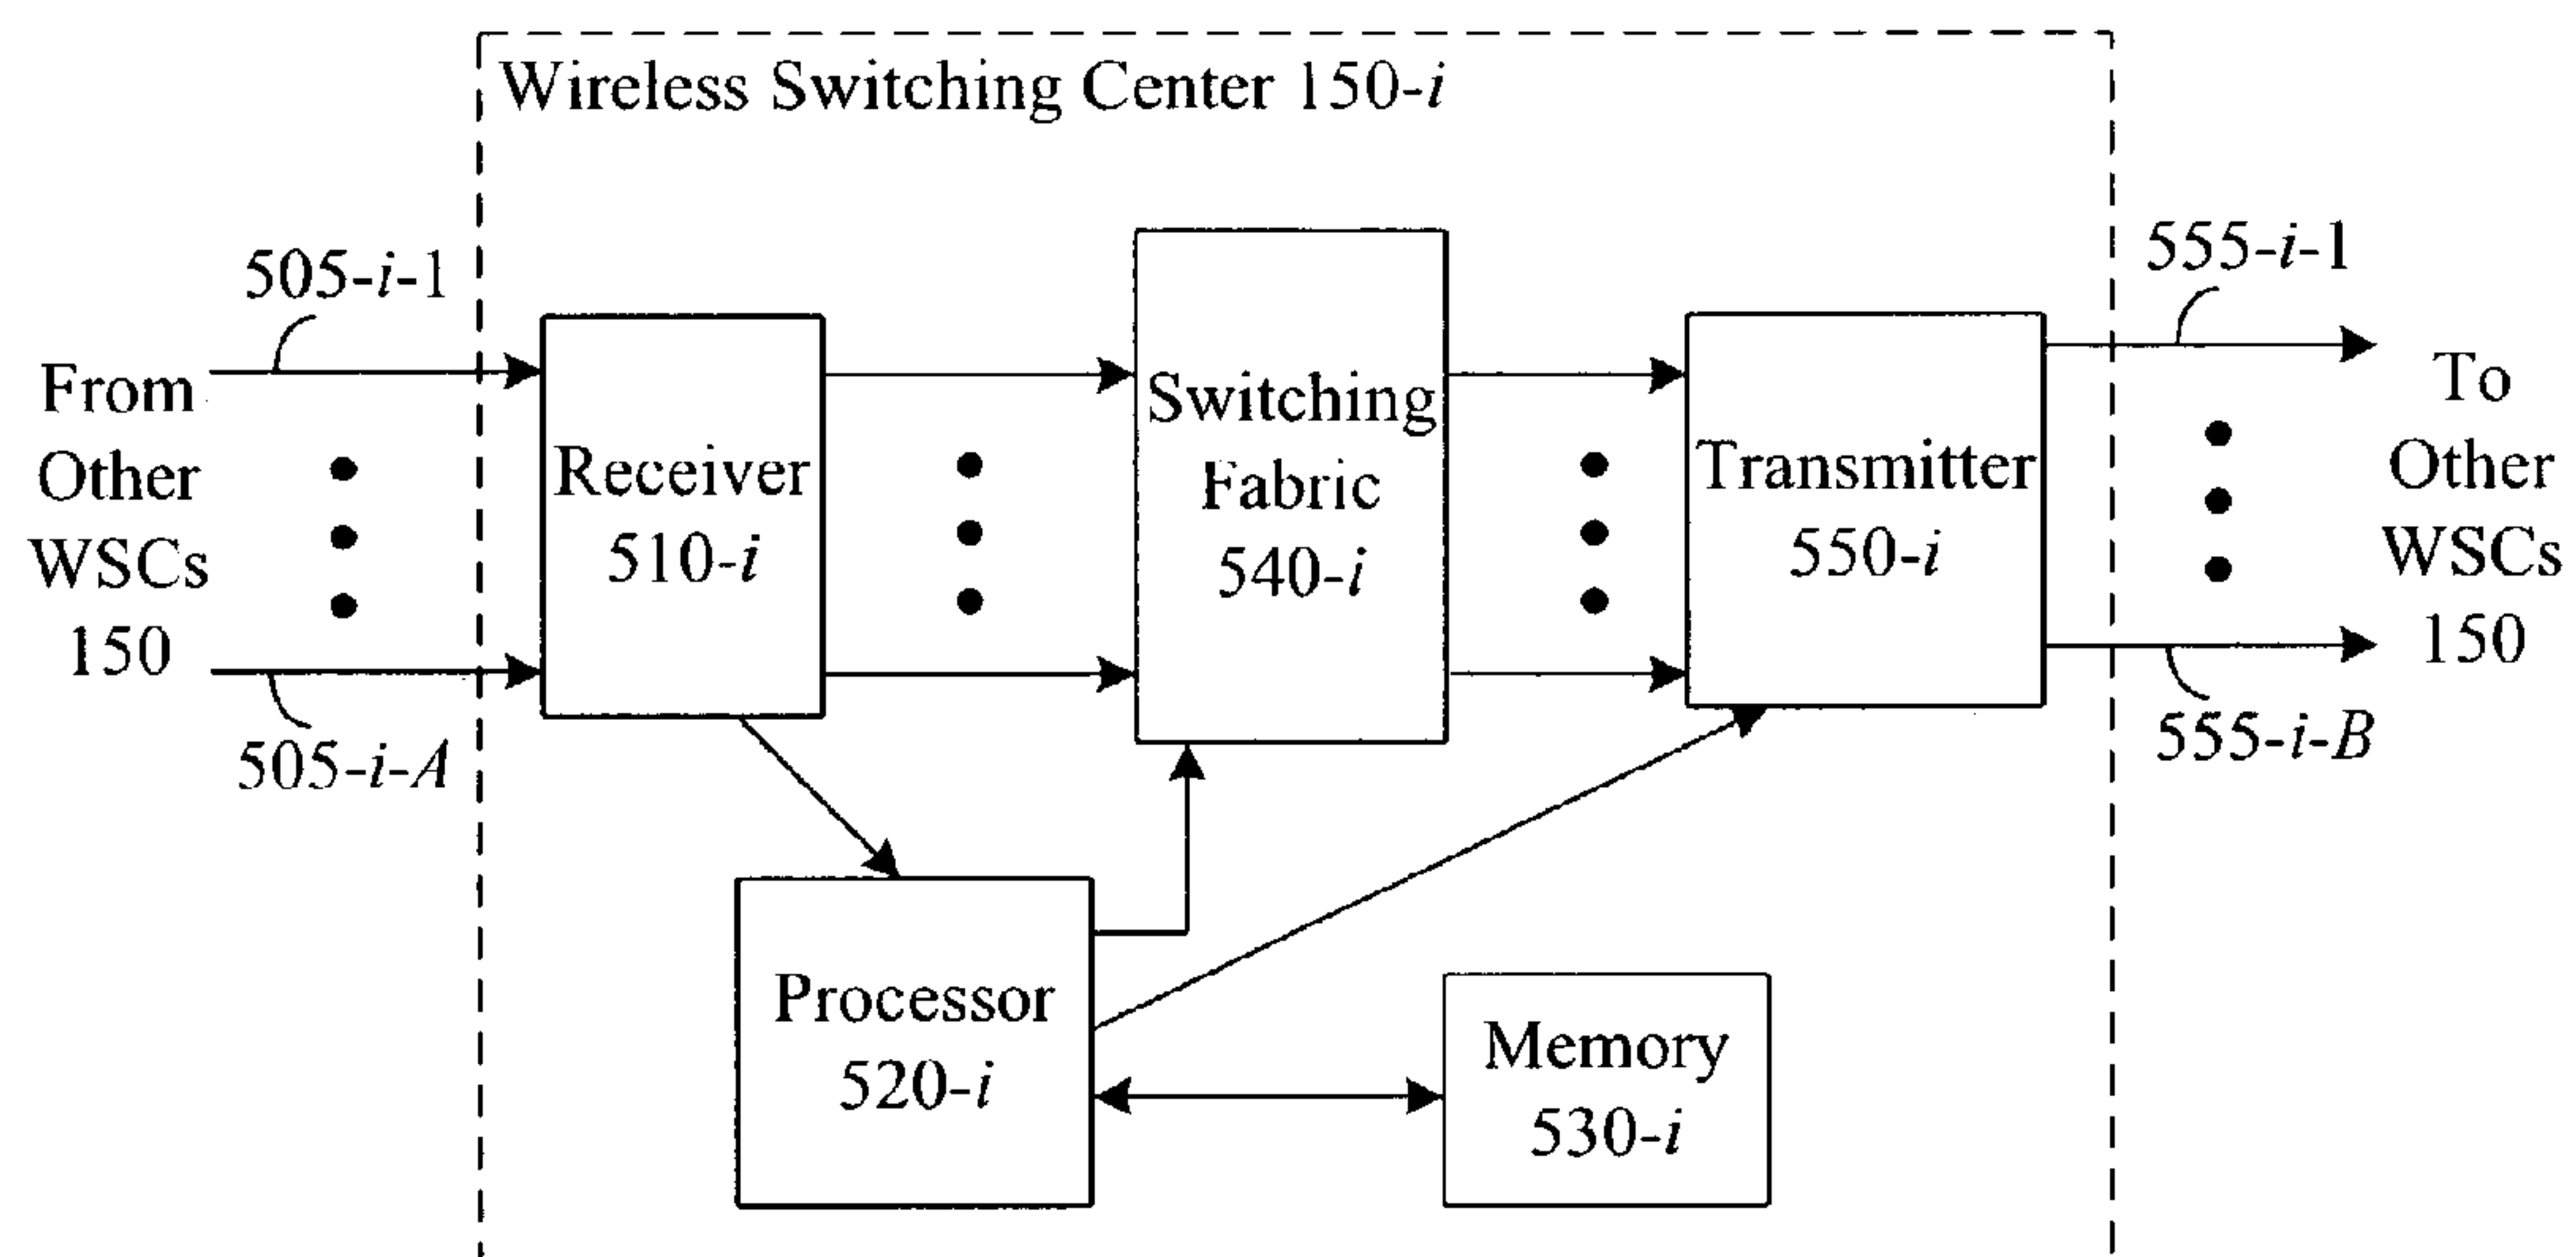 Wireless Switching Center 150-i
505-i-1
From
Other
WSCs
150
505-i-A
Receiver
510-i
Switching
Fabric
540-i
Transmitter
550-i
555-i-1
To
Other
WSCs
150
555-i-B
Processor
520-i
Memory
530-i